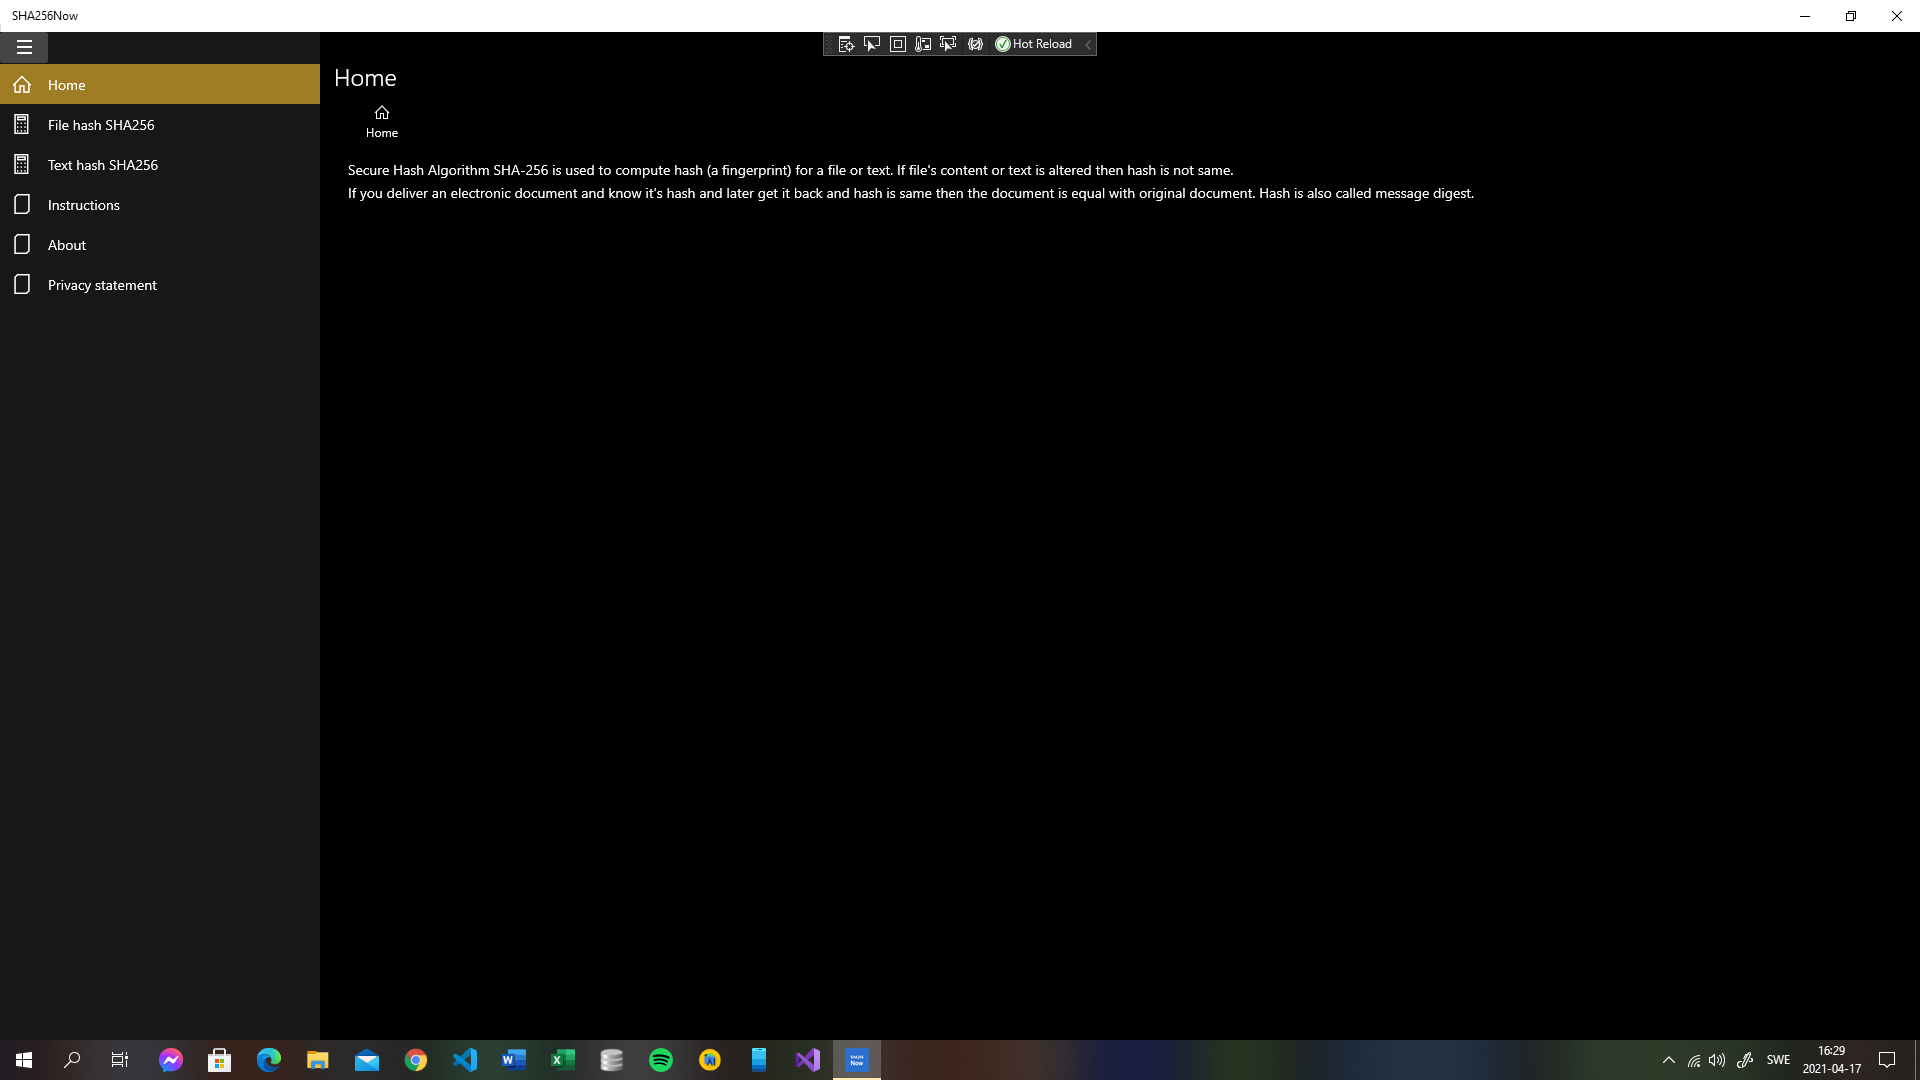 SHA256Now
Hot Reload
Home
File hash SHA256
Text hash SHA256
Instructions
About
Privacy statement
Home
Home
Secure Hash Algorithm SHA-256 is used to compute hash (a fingerprint) for a file or text. If file's content or text is altered then hash is not same.
If you deliver an electronic document and know it's hash and later get it back and hash is same then the document is equal with original document. Hash is also called message digest.
AI
SHA256
Now
SWE
16:29
2021-04-17